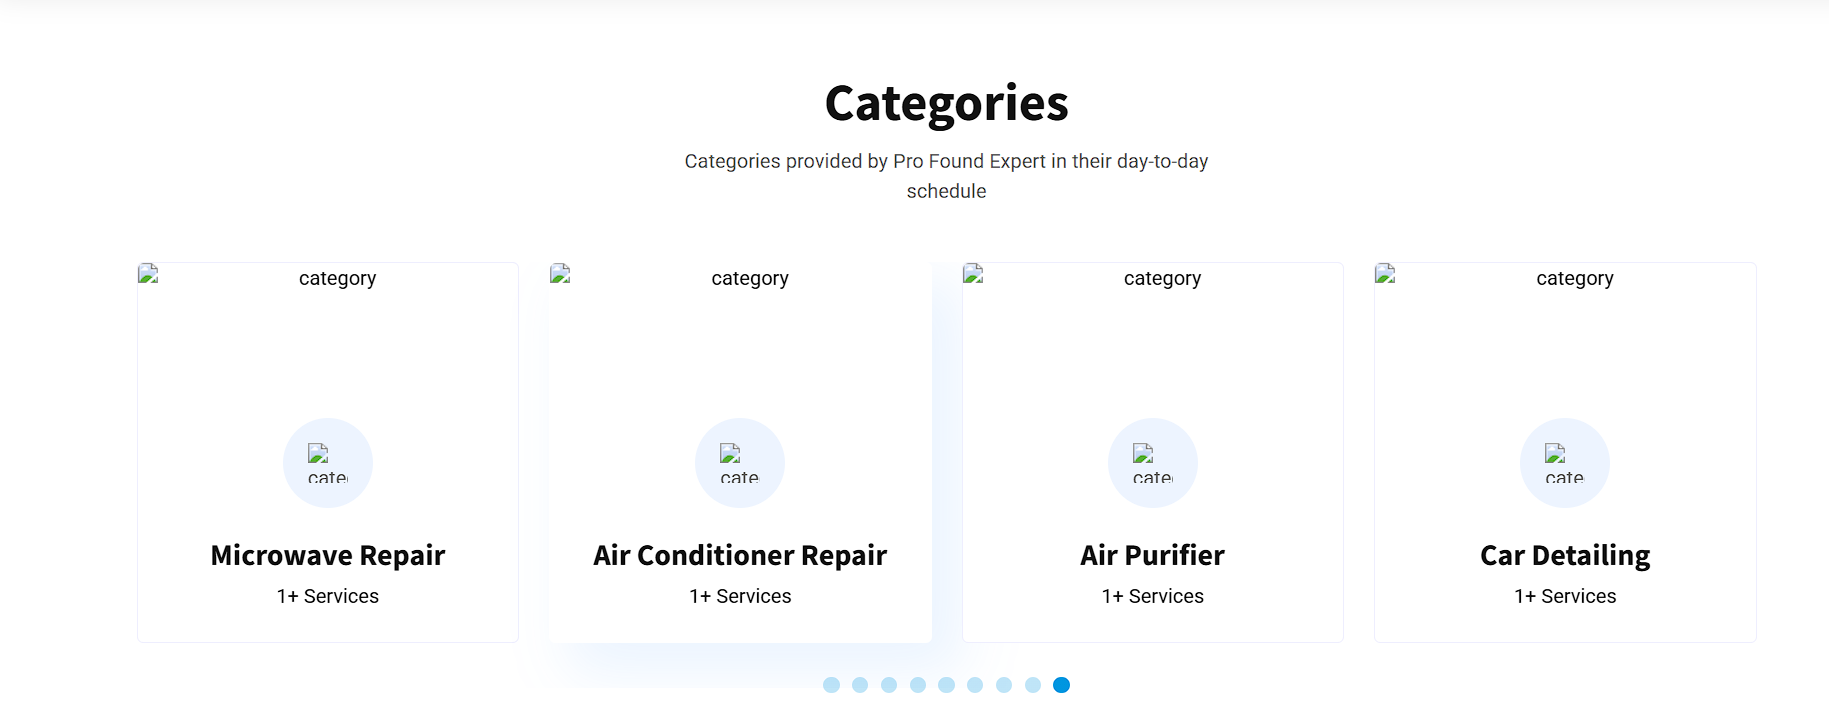 Categories
Categories provided by Pro Found Expert in their day-to-day
schedule
category
category
category
category
cate
cate
cate
cate
Microwave Repair
Air Conditioner Repair
Air Purifier
Car Detailing
1+ Services
1+ Services
1+ Services
1+ Services